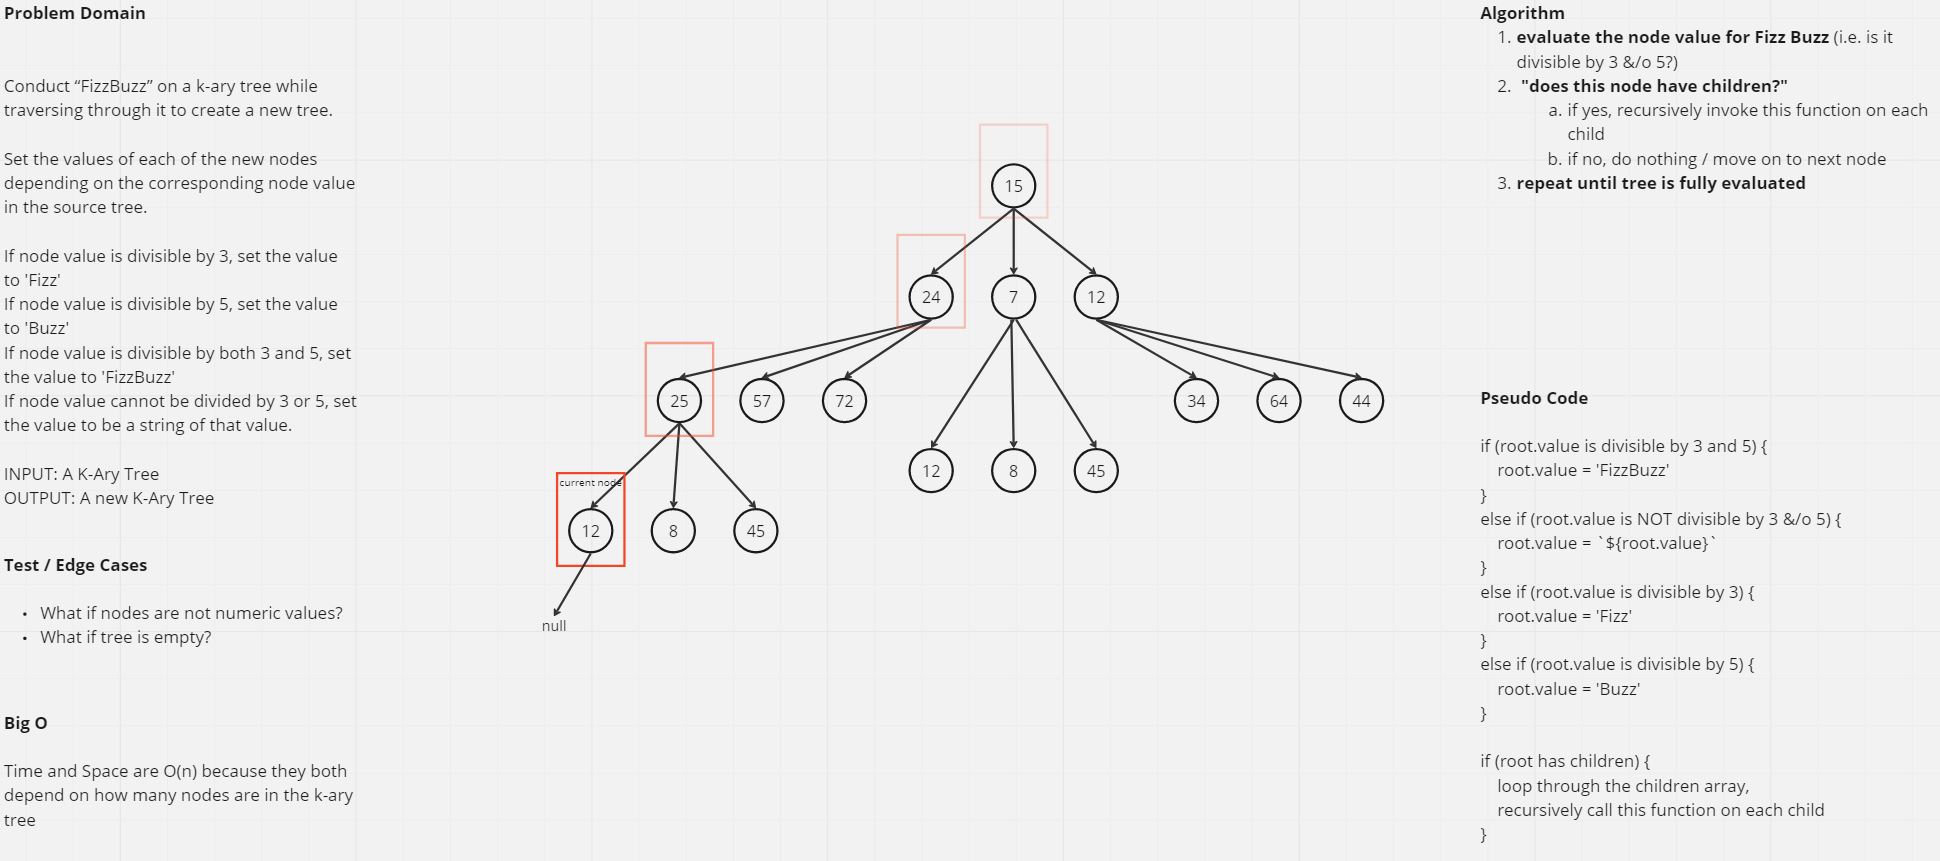 Problem Domain
Conduct “FizzBuzz” on a k-ary tree while
traversing through it to create a new tree.
Set the values of each of the new nodes
depending on the corresponding node value
in the source tree.
If node value is divisible by 3, set the value
to 'Fizz'
If node value is divisible by 5, set the value
to 'Buzz'
If node value is divisible by both 3 and 5, set
the value to 'FizzBuzz'
If node value cannot be divided by 3 or 5, set
the value to be a string of that value.
INPUT: A K-Ary Tree
OUTPUT: A new K-Ary Tree
Test / Edge Cases
• What if nodes are not numeric values?
• What if tree is empty?
Big O
Time and Space are O(n) because they both
depend on how many nodes are in the k-ary
tree
15
24 7 12
25 57 72 34 64 44
12 8 45
current node
12 8 45
null
Algorithm
1. evaluate the node value for Fizz Buzz (i.e. is it
divisible by 3 &/o 5?)
2. "does this node have children?"
a. if yes, recursively invoke this function on each
child
b. if no, do nothing / move on to next node
3. repeat until tree is fully evaluated
Pseudo Code
if (root.value is divisible by 3 and 5) {
root.value = 'FizzBuzz'
}
else if (root.value is NOT divisible by 3 &/o 5) {
root.value = `${root.value}`
}
else if (root.value is divisible by 3) {
root.value = 'Fizz'
}
else if (root.value is divisible by 5) {
root.value = 'Buzz'
}
if (root has children) {
loop through the children array,
recursively call this function on each child
}